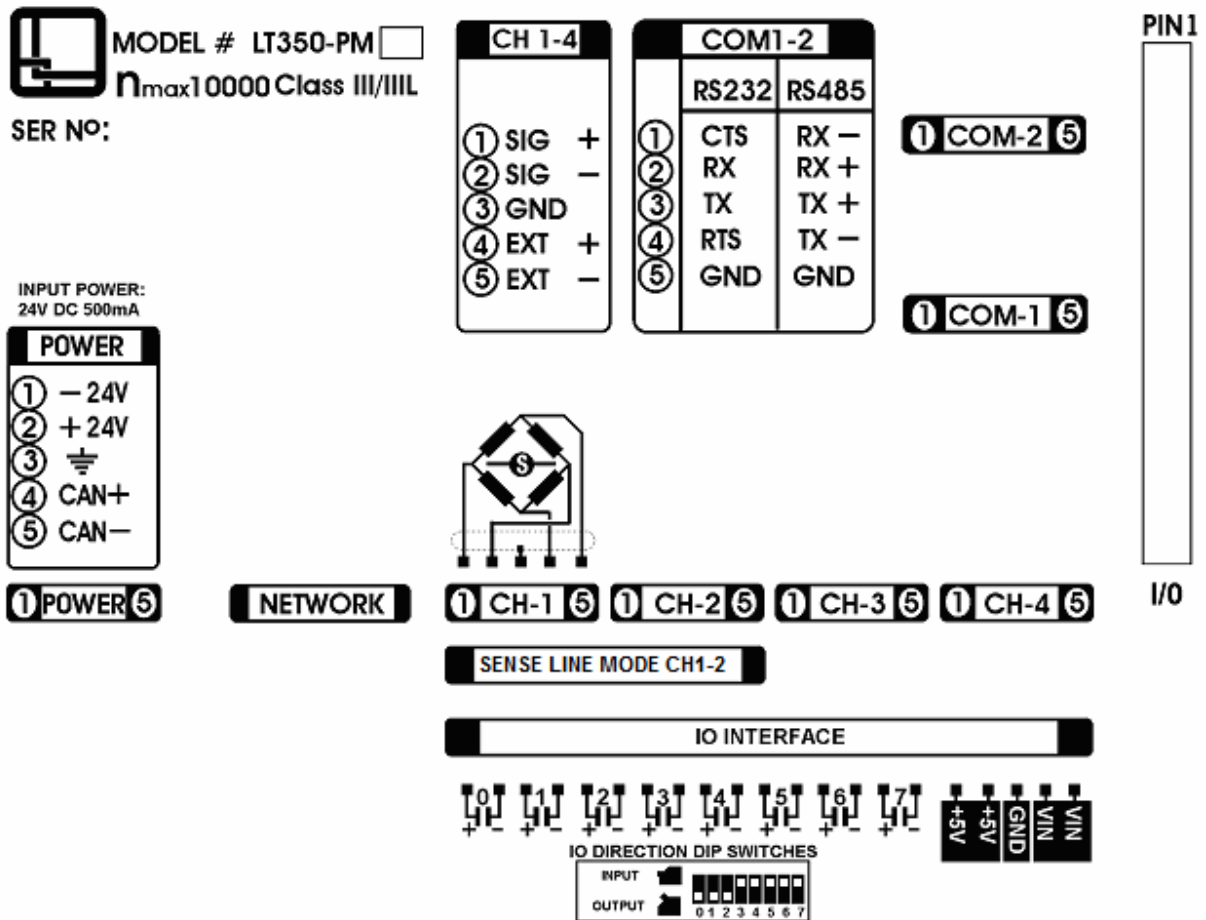 MODEL # LT350-PM
nmax10000 Class III/IIIL
SER Nº:
INPUT POWER:
24V DC 500mA
POWER
1 −24V
2 +24V
3
4 CAN+
5 CAN−
CH 1-4
1 SIG +
2 SIG −
3 GND
4 EXT +
5 EXT −
COM1-2
RS232 RS485
1 CTS RX −
2 RX RX +
3 TX TX +
4 RTS TX −
5 GND GND
1 COM-2 5
1 COM-1 5
PIN1
I/O
S
1 POWER 5
NETWORK
1 CH-1 5
1 CH-2 5
1 CH-3 5
1 CH-4 5
SENSE LINE MODE CH1-2
IO INTERFACE
0 1 2 3 4 5 6 7
+ − + − + − + − + − + − + − + −
+5V +5V GND VIN VIN
IO DIRECTION DIP SWITCHES
INPUT
OUTPUT
0 1 2 3 4 5 6 7